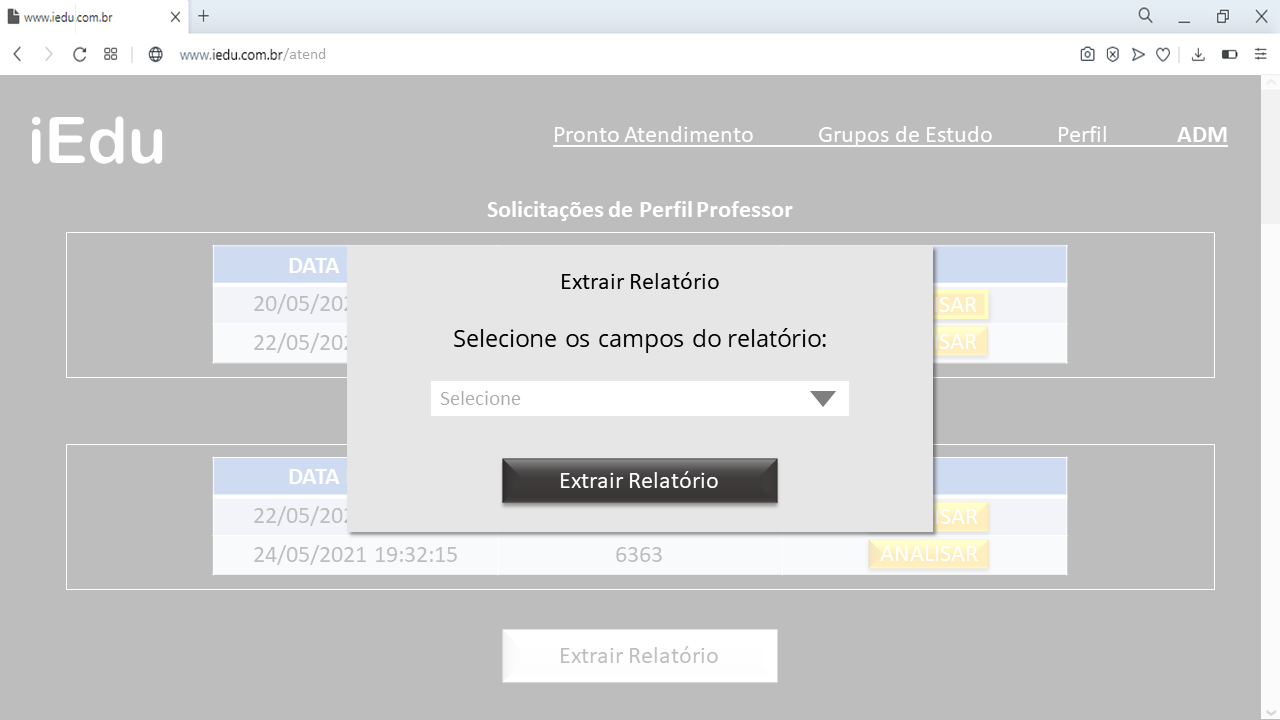 www.iedu.com.br
www.iedu.com.br/atend
iEdu
Pronto Atendimento Grupos de Estudo Perfil ADM
Solicitações de Perfil Professor
DATA
Extrair Relatório
Selecione os campos do relatório:
Selecione
Extrair Relatório
DATA
24/05/2021 19:32:15 6363 ANALISAR
Extrair Relatório